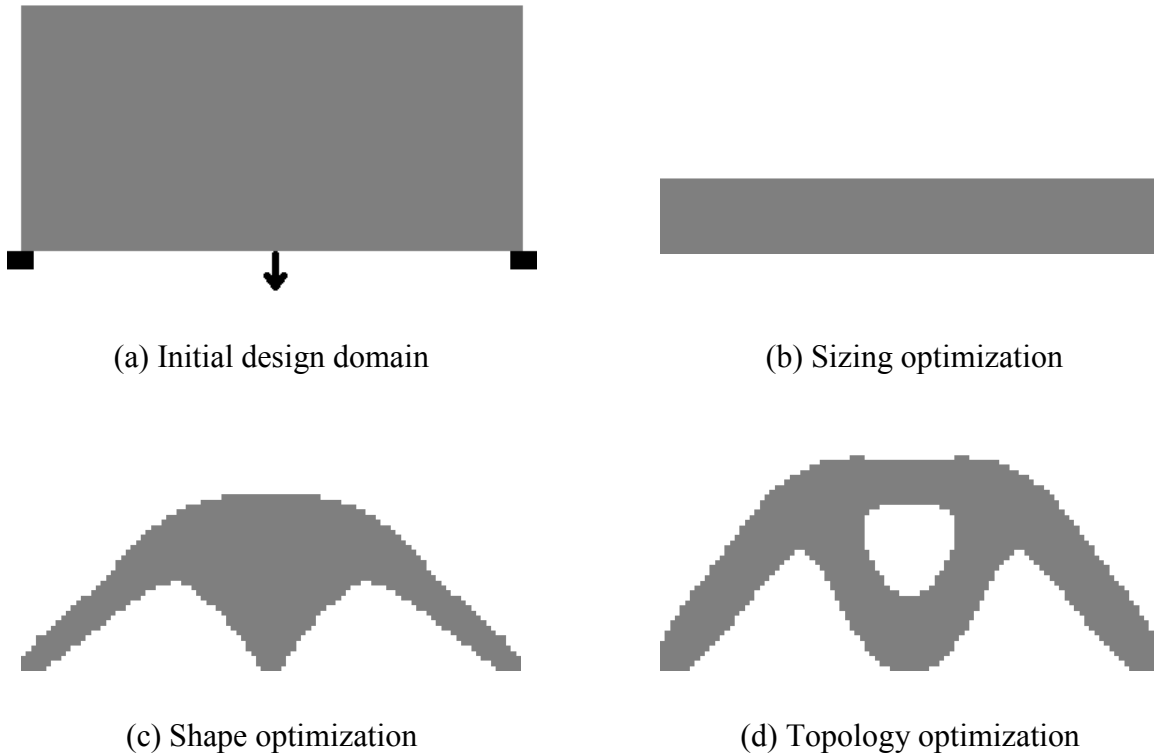 (a) Initial design domain
(b) Sizing optimization
(c) Shape optimization
(d) Topology optimization